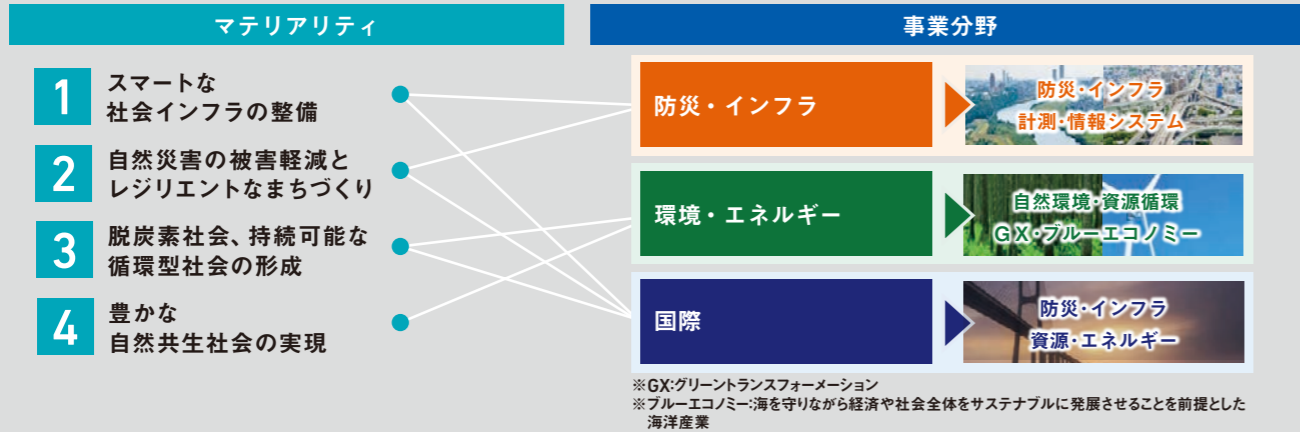 マテリアリティ
1
スマートな
社会インフラの整備
2
自然災害の被害軽減と
レジリエントなまちづくり
3
脱炭素社会、持続可能な
循環型社会の形成
4
豊かな
自然共生社会の実現
事業分野
防災・インフラ
防災・インフラ
計測・情報システム
環境・エネルギー
自然環境・資源循環
GX・ブルーエコノミー
国際
防災・インフラ
資源・エネルギー
※GX:グリーントランスフォーメーション
※ブルーエコノミー:海を守りながら経済や社会全体をサステナブルに発展させることを前提とした
海洋産業